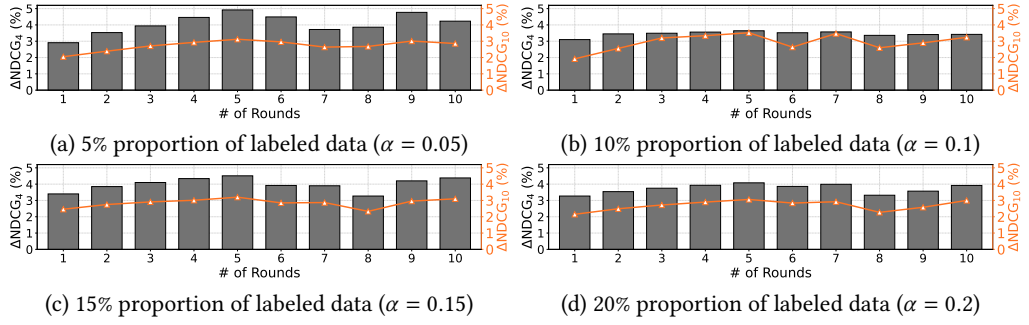 ΔNDCG₄ (%)
5
4
3
2
1
0
1 2 3 4 5 6 7 8 9 10
# of Rounds
5
4
3
2
1
0
ΔNDCG₁₀ (%)
(a) 5% proportion of labeled data (α = 0.05)
ΔNDCG₄ (%)
5
4
3
2
1
0
1 2 3 4 5 6 7 8 9 10
# of Rounds
5
4
3
2
1
0
ΔNDCG₁₀ (%)
(b) 10% proportion of labeled data (α = 0.1)
ΔNDCG₄ (%)
5
4
3
2
1
0
1 2 3 4 5 6 7 8 9 10
# of Rounds
5
4
3
2
1
0
ΔNDCG₁₀ (%)
(c) 15% proportion of labeled data (α = 0.15)
ΔNDCG₄ (%)
5
4
3
2
1
0
1 2 3 4 5 6 7 8 9 10
# of Rounds
5
4
3
2
1
0
ΔNDCG₁₀ (%)
(d) 20% proportion of labeled data (α = 0.2)